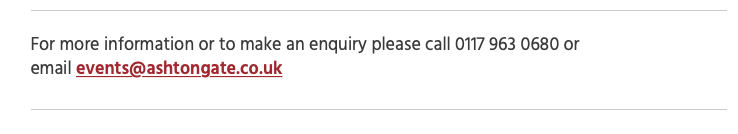 For more information or to make an enquiry please call 0117 963 0680 or
email events@ashtongate.co.uk